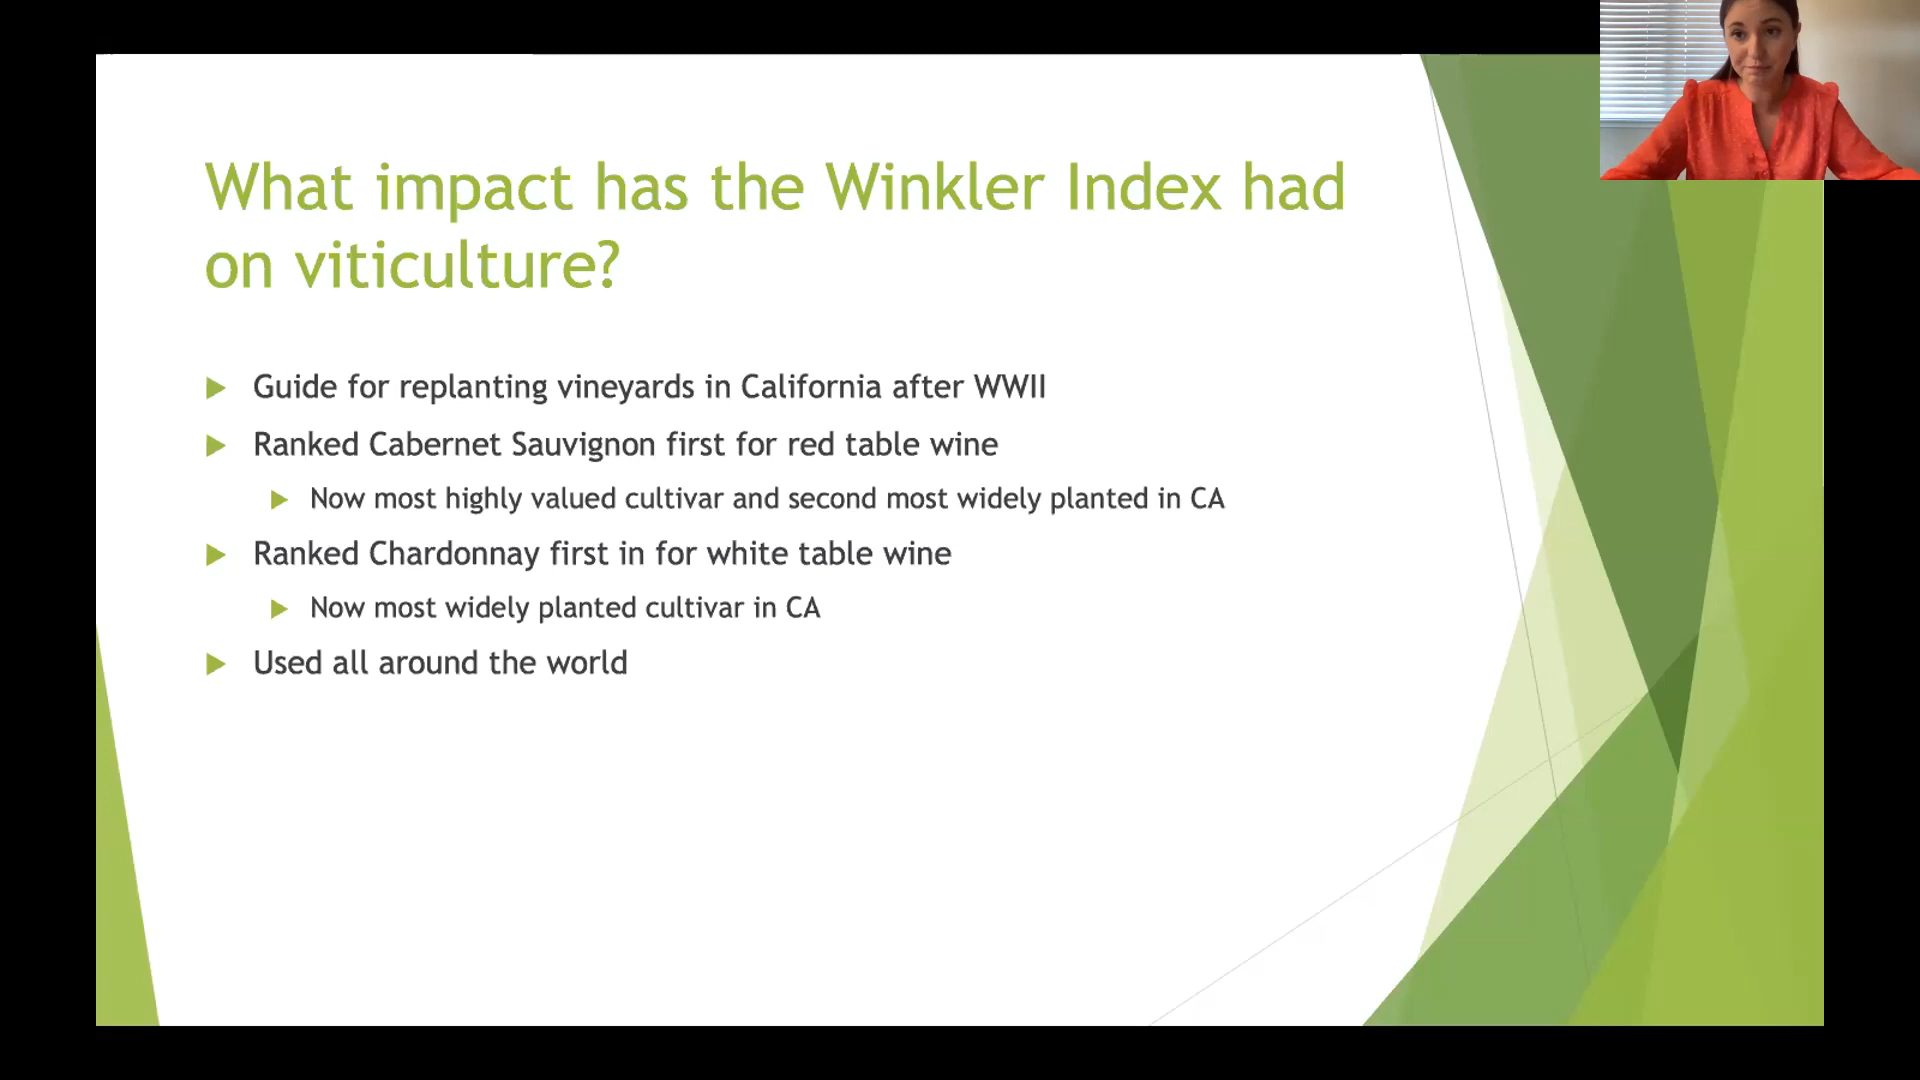 What impact has the Winkler Index had
on viticulture?
Guide for replanting vineyards in California after WWII
Ranked Cabernet Sauvignon first for red table wine
Now most highly valued cultivar and second most widely planted in CA
Ranked Chardonnay first in for white table wine
Now most widely planted cultivar in CA
Used all around the world